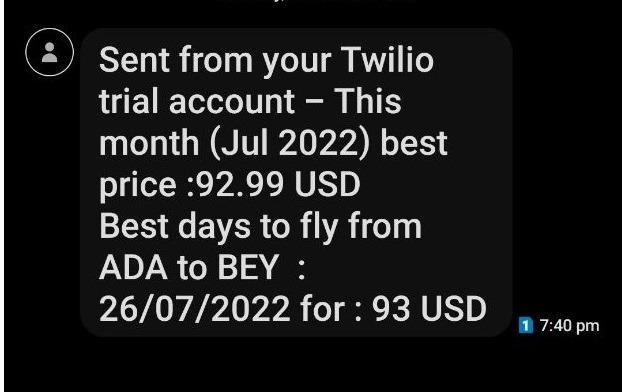 Sent from your Twilio
trial account – This
month (Jul 2022) best
price :92.99 USD
Best days to fly from
ADA to BEY  :
26/07/2022 for : 93 USD
1 7:40 pm